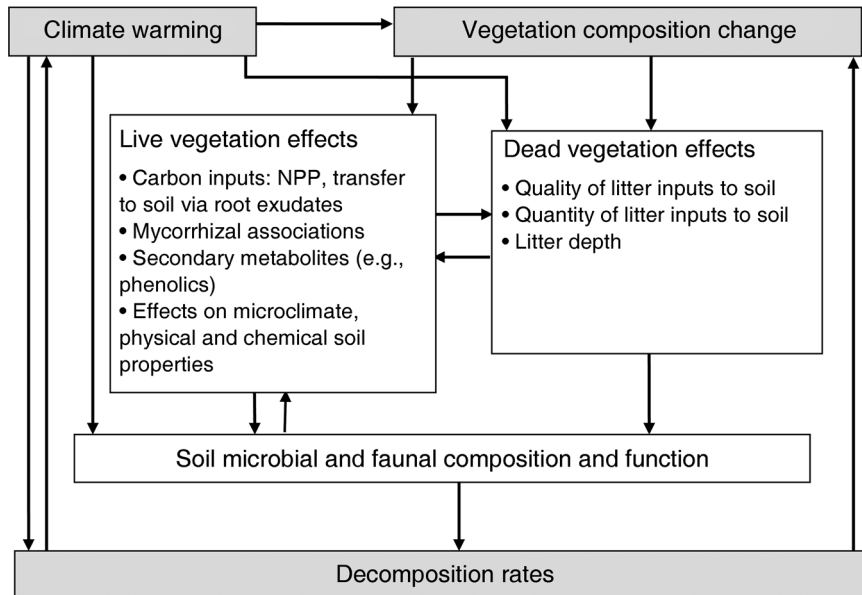 Climate warming
Vegetation composition change
Live vegetation effects
• Carbon inputs: NPP, transfer
to soil via root exudates
• Mycorrhizal associations
• Secondary metabolites (e.g.,
phenolics)
• Effects on microclimate,
physical and chemical soil
properties
Dead vegetation effects
• Quality of litter inputs to soil
• Quantity of litter inputs to soil
• Litter depth
Soil microbial and faunal composition and function
Decomposition rates